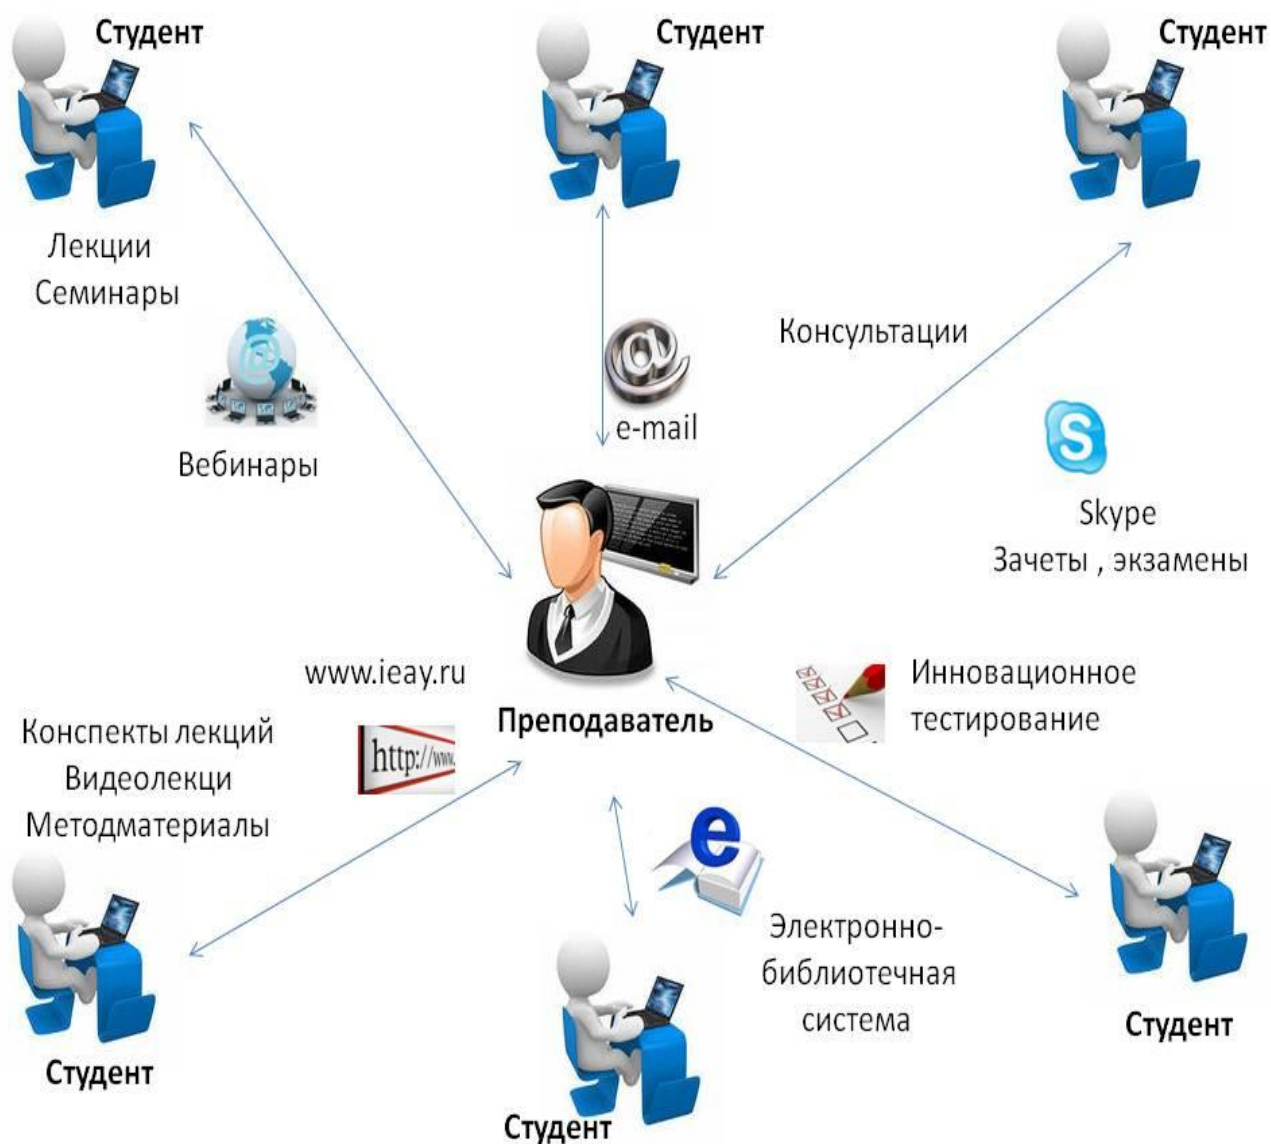 Студент
Студент
Студент
Лекции
Семинары
Вебинары
e-mail
Консультации
Skype
Зачеты , экзамены
www.ieay.ru
Преподаватель
Инновационное
тестирование
Конспекты лекций
Видеолекци
Методматериалы
http://www.
Электронно-
библиотечная
система
Студент
Студент
Студент